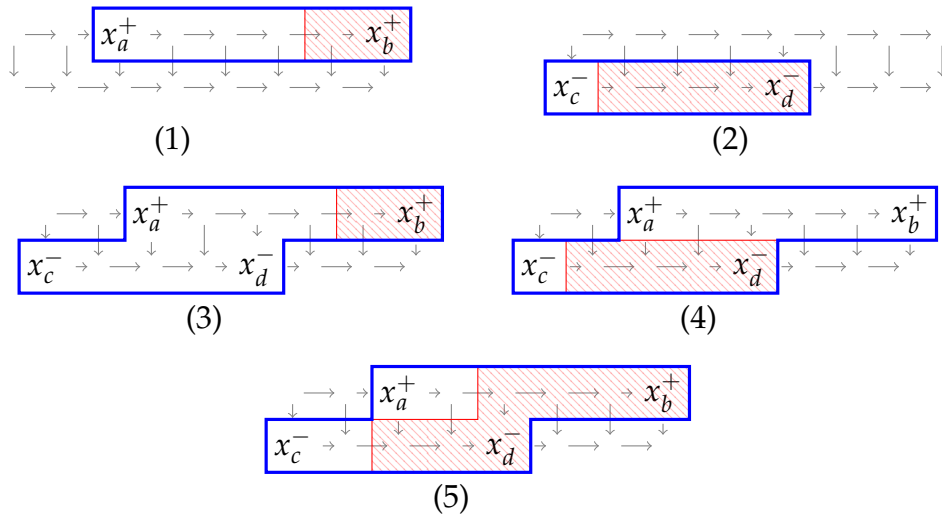 x_a^+ x_b^+
x_c^- x_d^-
(1) (2)
x_a^+ x_b^+ x_a^+ x_b^+
x_c^- x_d^- x_c^- x_d^-
(3) (4)
x_a^+ x_b^+
x_c^- x_d^-
(5)